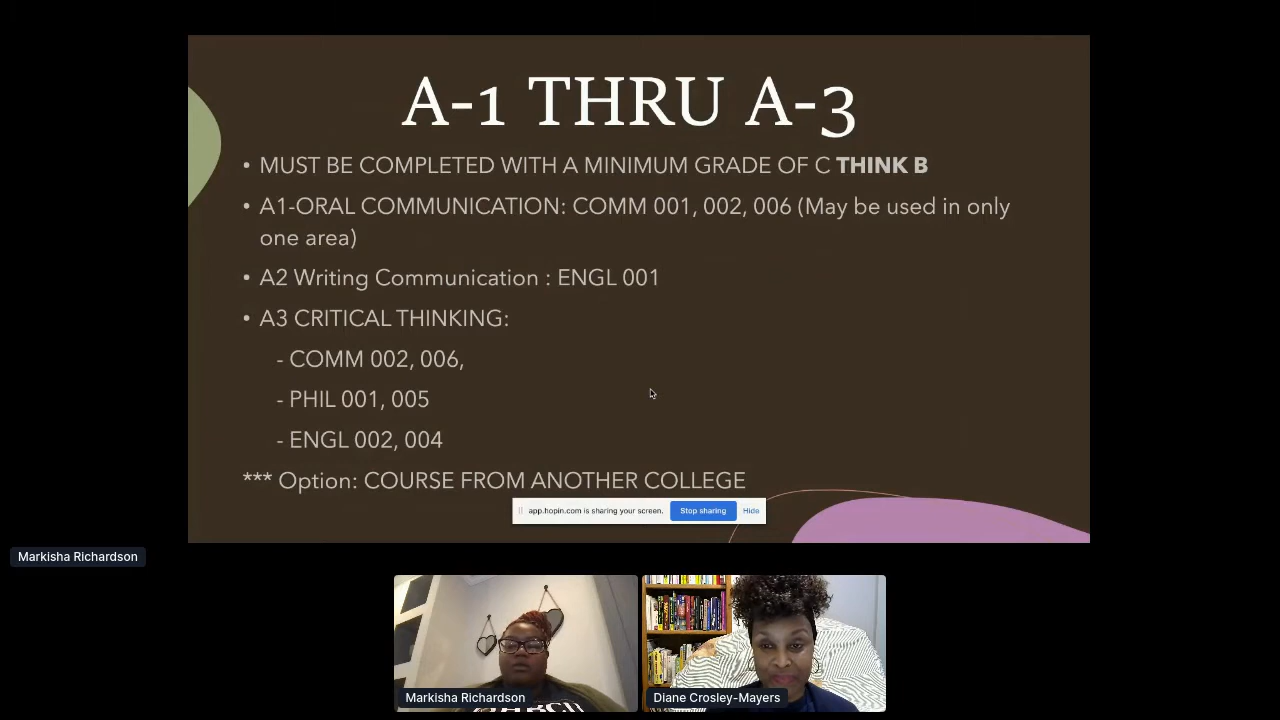 A-1 THRU A-3
• MUST BE COMPLETED WITH A MINIMUM GRADE OF C THINK B
• A1-ORAL COMMUNICATION: COMM 001, 002, 006 (May be used in only
one area)
• A2 Writing Communication : ENGL 001
• A3 CRITICAL THINKING:
- COMM 002, 006,
- PHIL 001, 005
- ENGL 002, 004
*** Option: COURSE FROM ANOTHER COLLEGE
app.hopin.com is sharing your screen. Stop sharing Hide
Markisha Richardson
Markisha Richardson
Diane Crosley-Mayers